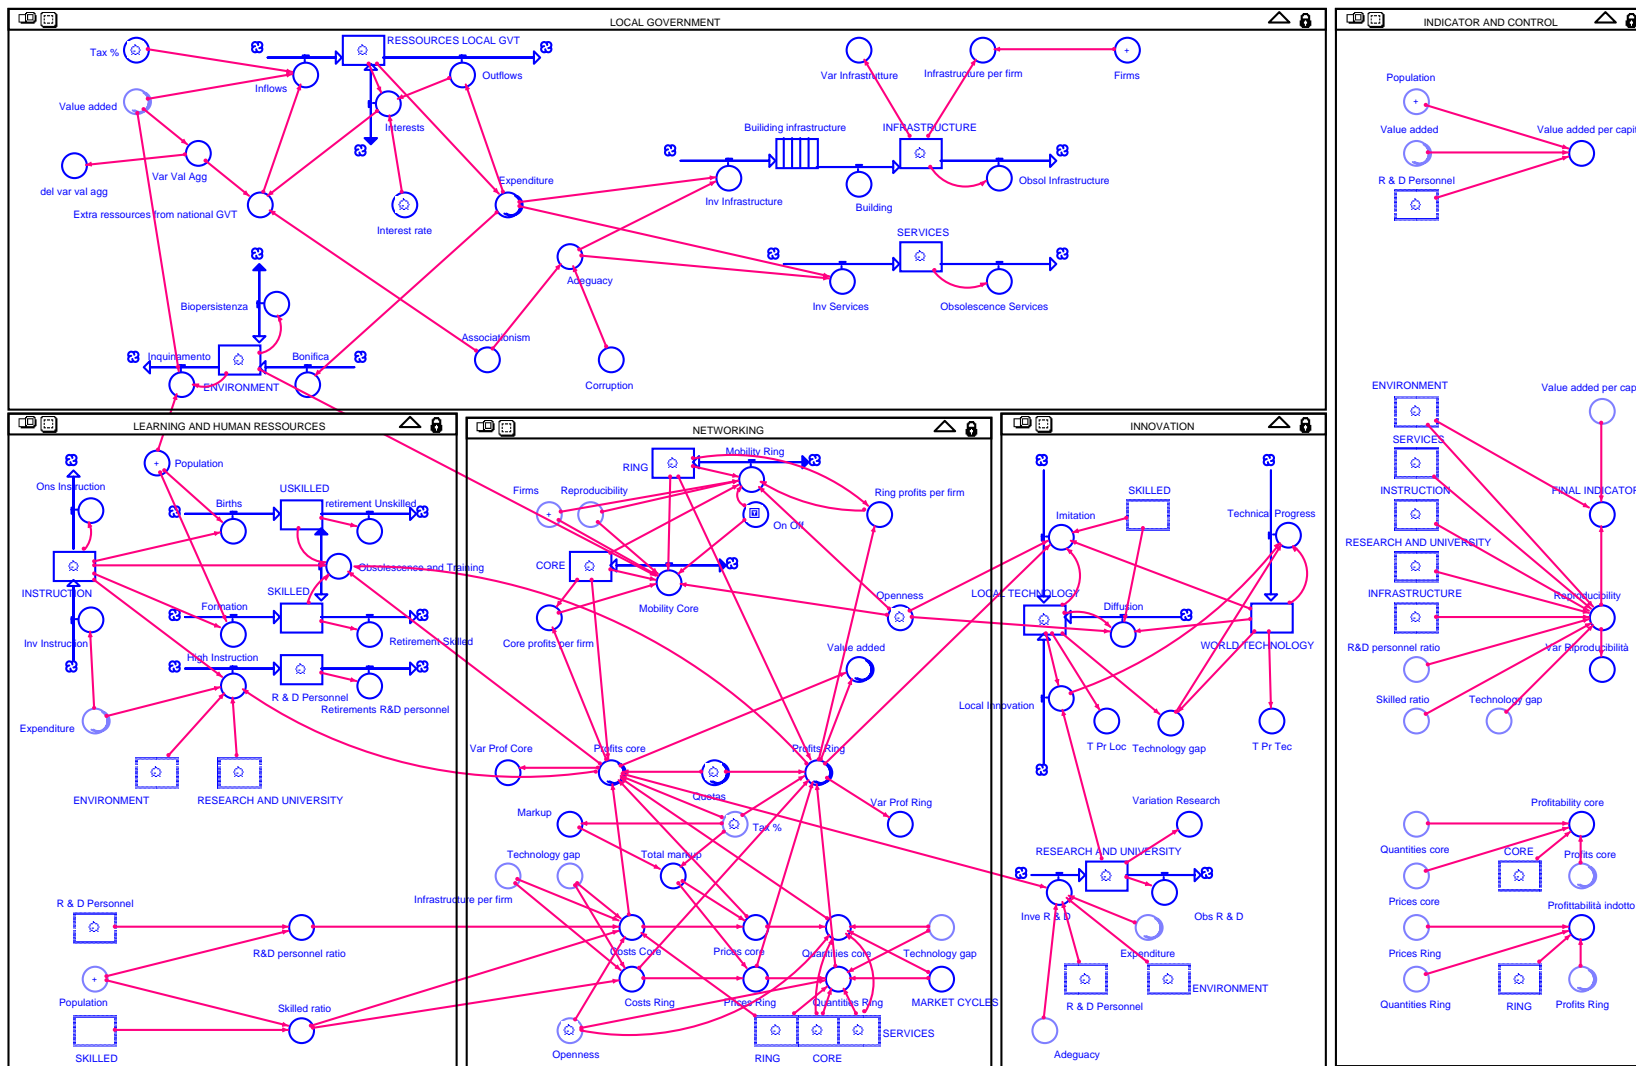 LOCAL GOVERNMENT
Tax %
RESSOURCES LOCAL GVT
Inflows
Outflows
Value added
Interests
Var Val Agg
del var val agg
Extra ressources from national GVT
Interest rate
Expenditure
Var Infrastrutture
Infrastructure per firm
Firms
Builiding infrastructure
INFRASTRUCTURE
Inv Infrastructure
Building
Obsol Infrastructure
SERVICES
Adeguacy
Inv Services
Obsolescence Services
Biopersistenza
Associationism
Inquinamento
Bonifica
ENVIRONMENT
Corruption
INDICATOR AND CONTROL
Population
Value added
Value added per capit
R & D Personnel
ENVIRONMENT
Value added per cap
SERVICES
INSTRUCTION
FINAL INDICATOR
RESEARCH AND UNIVERSITY
INFRASTRUCTURE
Reproducibility
R&D personnel ratio
Var Riproducibilità
Skilled ratio
Technology gap
Profitability core
Quantities core
CORE
Profits core
Prices core
Profittabilità indotto
Prices Ring
Quantities Ring
RING
Profits Ring
LEARNING AND HUMAN RESSOURCES
Population
Ons Instruction
Births
USKILLED
retirement Unskilled
Obsolescence and Training
INSTRUCTION
Formation
SKILLED
Inv Instruction
Retirement Skilled
High Instruction
R & D Personnel
Retirements R&D personnel
Expenditure
ENVIRONMENT
RESEARCH AND UNIVERSITY
R & D Personnel
R&D personnel ratio
Population
Skilled ratio
SKILLED
NETWORKING
RING
Mobility Ring
Firms
Reproducibility
Ring profits per firm
On Off
CORE
Mobility Core
Openness
Core profits per firm
Value added
Var Prof Core
Profits core
Profits Ring
Quotas
Markup
Tax %
Var Prof Ring
Technology gap
Total markup
Infrastructure per firm
Costs Core
Prices core
Quantities core
Technology gap
Costs Ring
Prices Ring
Quantities Ring
MARKET CYCLES
Openness
RING
CORE
SERVICES
INNOVATION
SKILLED
Imitation
Technical Progress
LOCAL TECHNOLOGY
Diffusion
WORLD TECHNOLOGY
Local Innovation
T Pr Loc
Technology gap
T Pr Tec
Variation Research
RESEARCH AND UNIVERSITY
Inve R & D
Obs R & D
Expenditure
R & D Personnel
ENVIRONMENT
Adeguacy